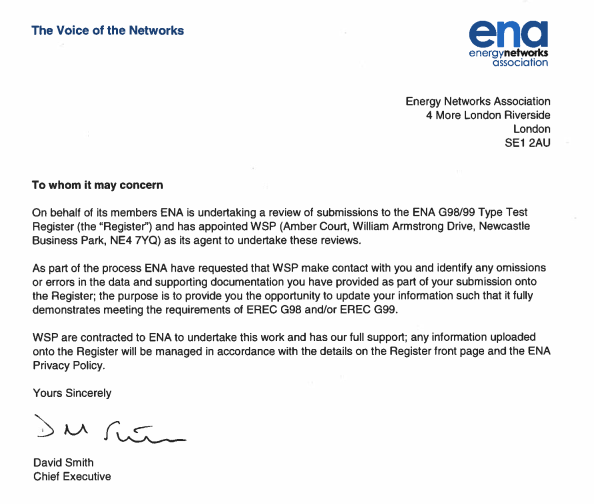 The Voice of the Networks
ena
energynetworks
association
Energy Networks Association
4 More London Riverside
London
SE1 2AU
To whom it may concern
On behalf of its members ENA is undertaking a review of submissions to the ENA G98/99 Type Test
Register (the “Register”) and has appointed WSP (Amber Court, William Armstrong Drive, Newcastle
Business Park, NE4 7YQ) as its agent to undertake these reviews.
As part of the process ENA have requested that WSP make contact with you and identify any omissions
or errors in the data and supporting documentation you have provided as part of your submission onto
the Register; the purpose is to provide you the opportunity to update your information such that it fully
demonstrates meeting the requirements of EREC G98 and/or EREC G99.
WSP are contracted to ENA to undertake this work and has our full support; any information uploaded
onto the Register will be managed in accordance with the details on the Register front page and the ENA
Privacy Policy.
Yours Sincerely
David Smith
Chief Executive